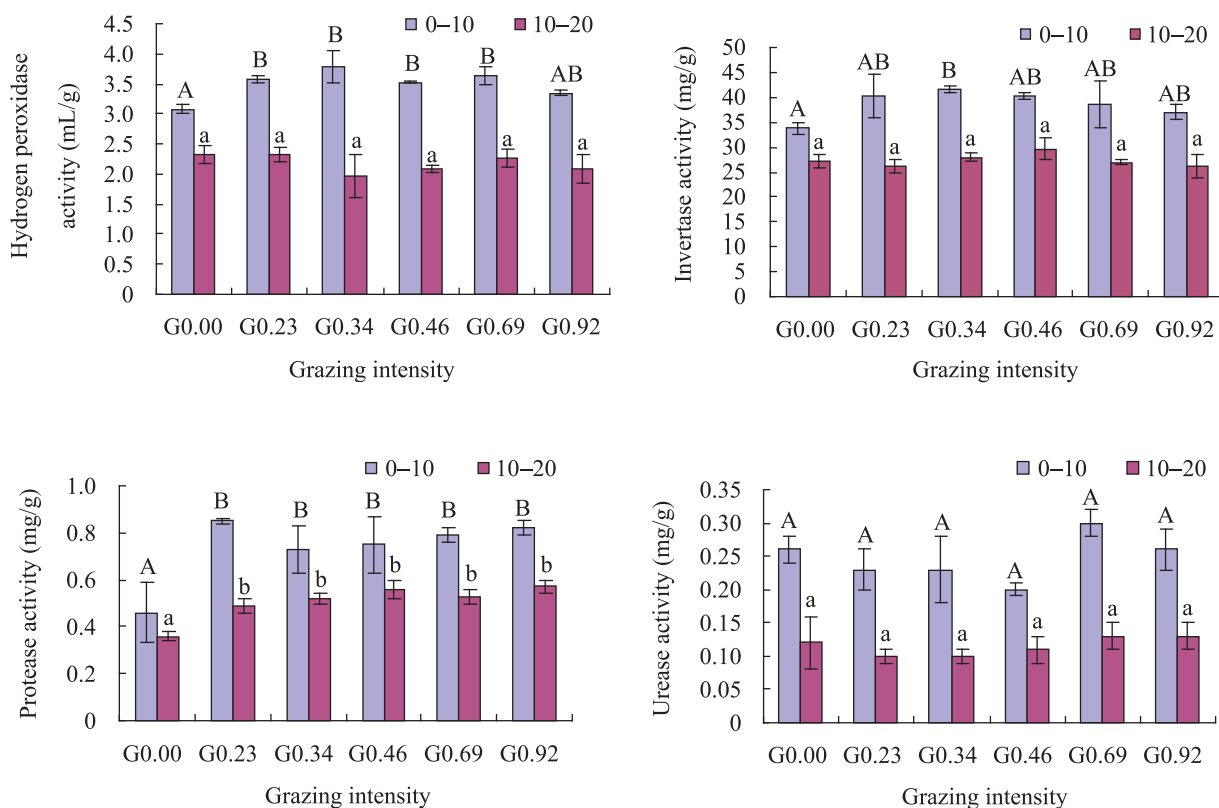 Hydrogen peroxidase
activity (mL/g)
0–10 10–20
4.5
4.0
3.5
3.0
2.5
2.0
1.5
1.0
0.5
0
A a B a B a B a B a AB a
G0.00 G0.23 G0.34 G0.46 G0.69 G0.92
Grazing intensity
Invertase activity (mg/g)
0–10 10–20
50
45
40
35
30
25
20
15
10
5
0
A a AB a B a AB a AB a AB a
G0.00 G0.23 G0.34 G0.46 G0.69 G0.92
Grazing intensity
Protease activity (mg/g)
0–10 10–20
1.0
0.8
0.6
0.4
0.2
0
A a B b B b B b B b B b
G0.00 G0.23 G0.34 G0.46 G0.69 G0.92
Grazing intensity
Urease activity (mg/g)
0–10 10–20
0.35
0.30
0.25
0.20
0.15
0.10
0.05
0
A a A a A a A a A a A a
G0.00 G0.23 G0.34 G0.46 G0.69 G0.92
Grazing intensity